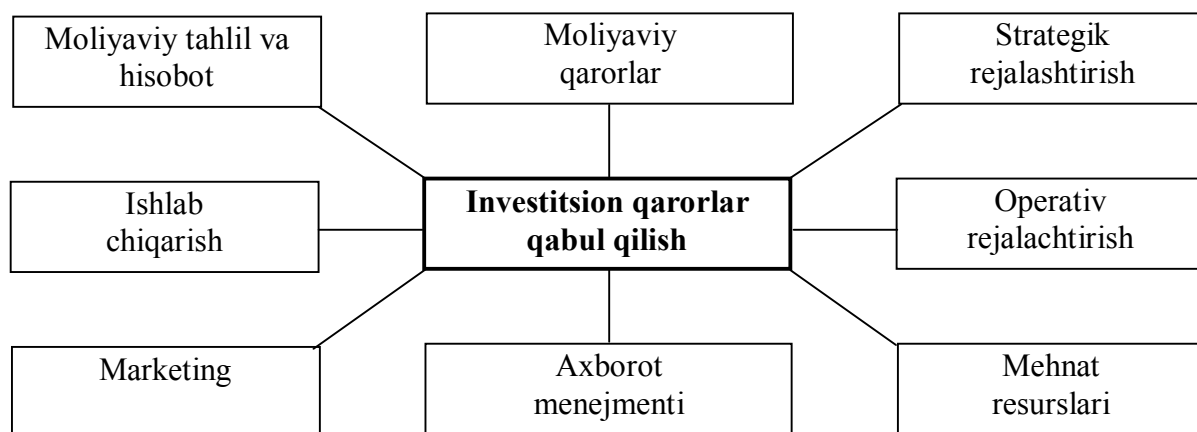 Moliyaviy tahlil va
hisobot
Moliyaviy
qarorlar
Strategik
rejalashtirish
Ishlab
chiqarish
Investitsion qarorlar
qabul qilish
Operativ
rejalachtirish
Marketing
Axborot
menejmenti
Mehnat
resurslari